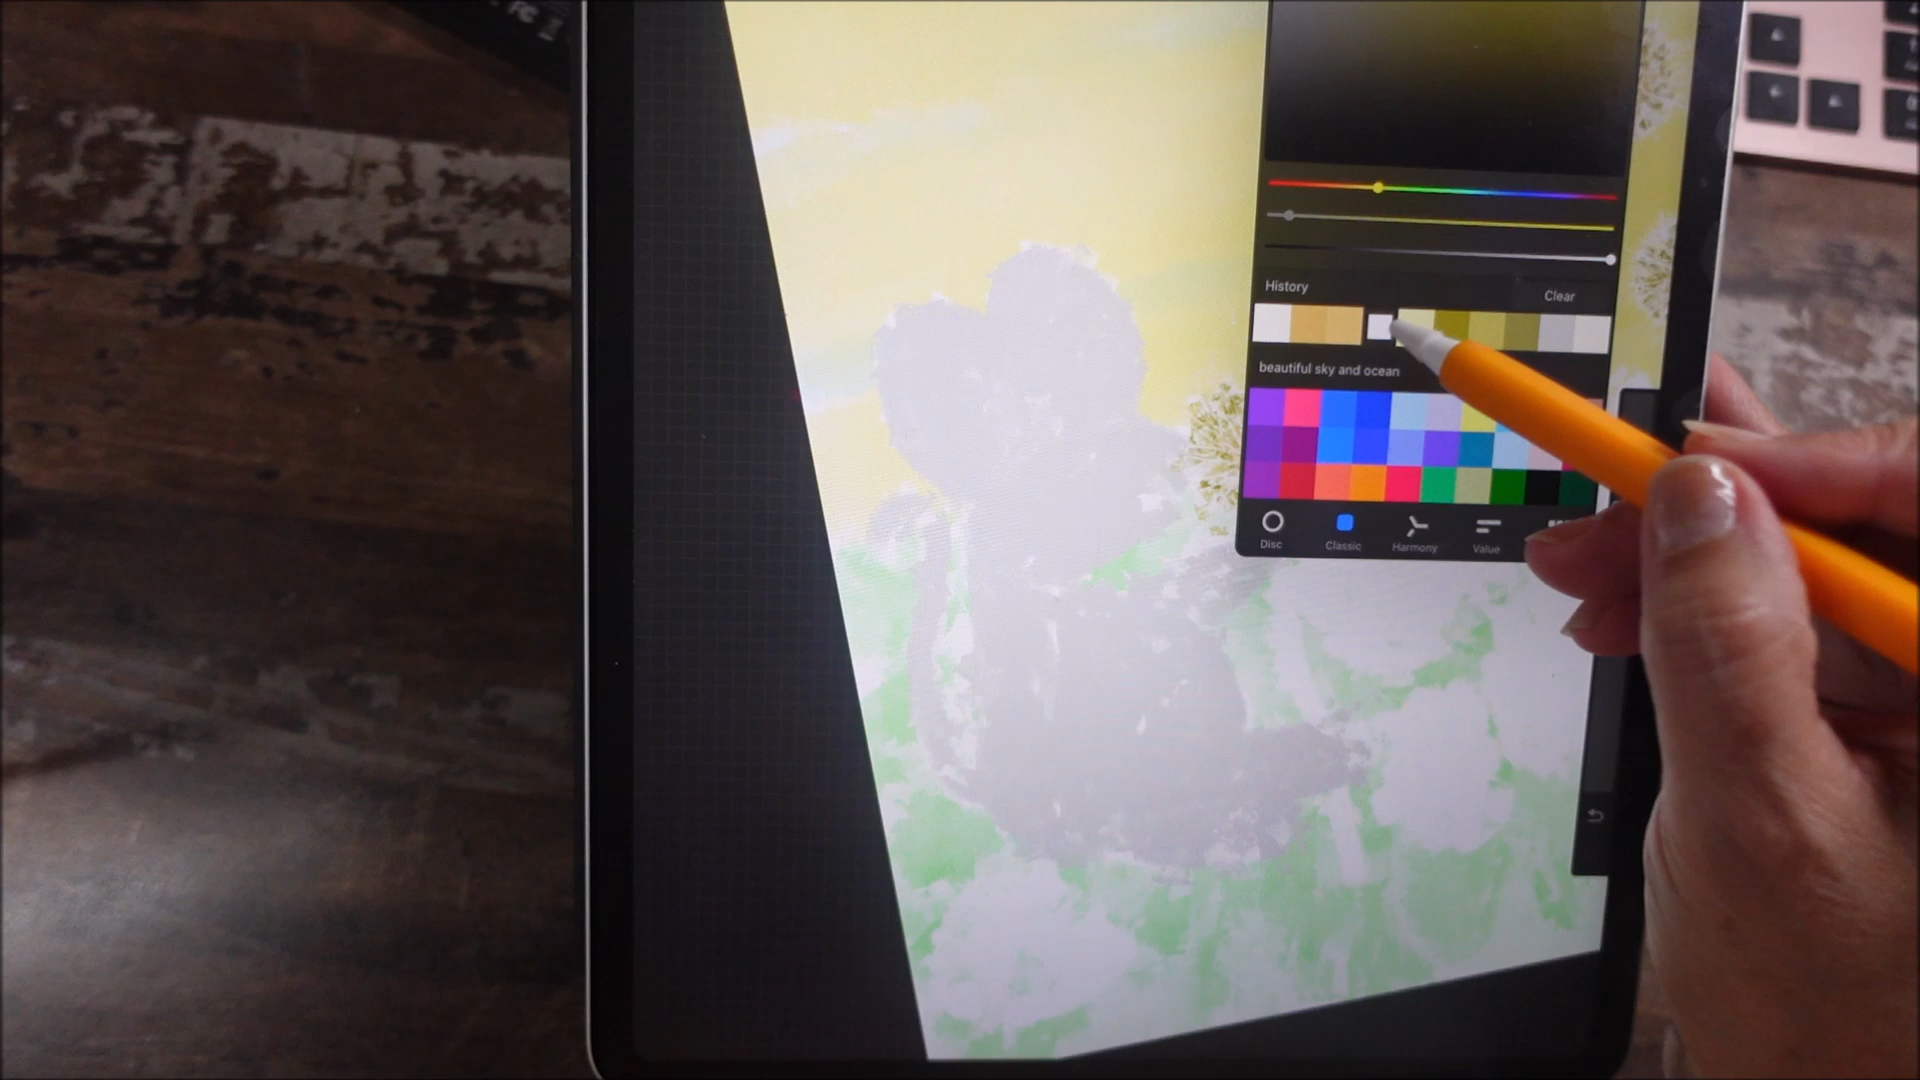 History
Clear
beautiful sky and ocean
Disc
Classic
Harmony
Value